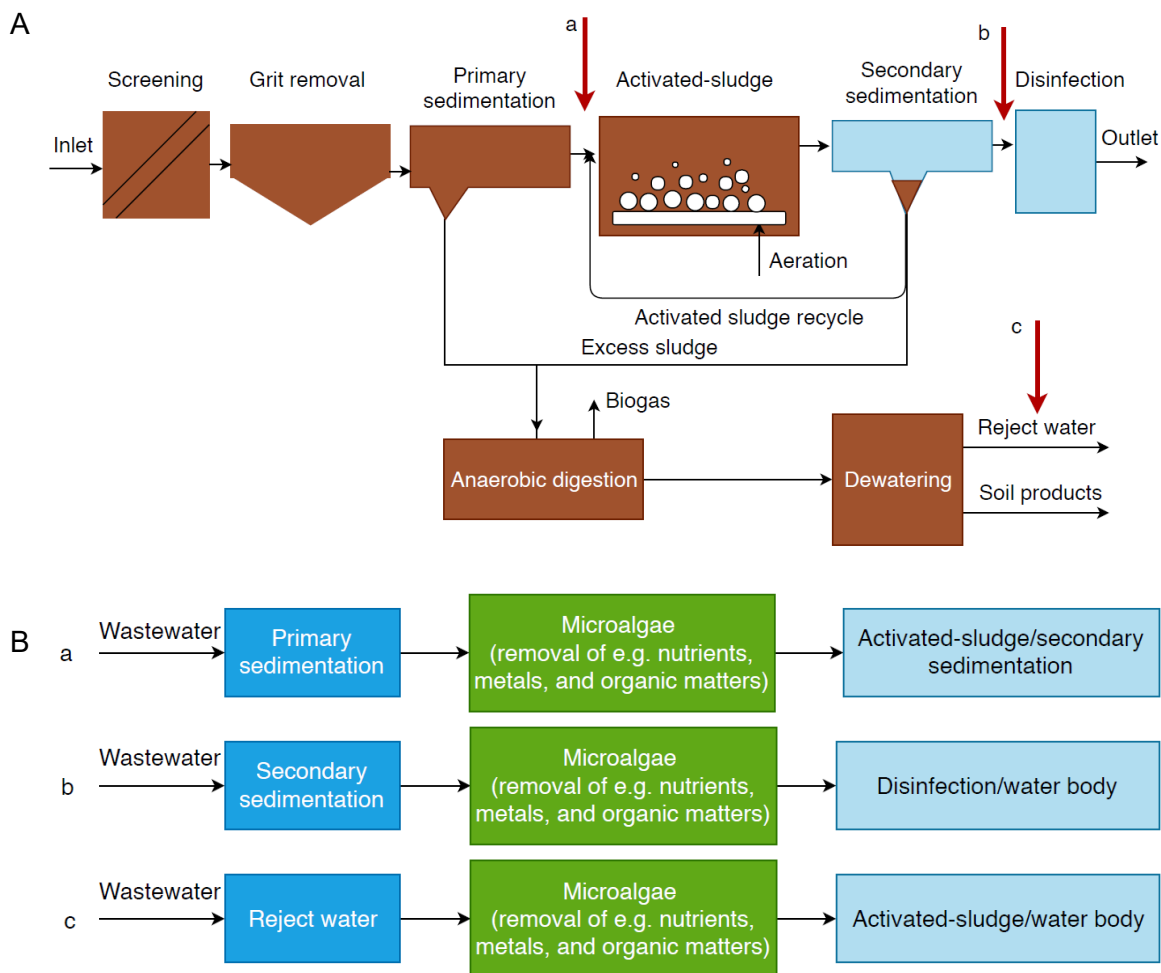 A
a
b
Screening
Grit removal
Primary
sedimentation
Activated-sludge
Secondary
sedimentation
Disinfection
Inlet
Outlet
Aeration
Activated sludge recycle
Excess sludge
c
Biogas
Reject water
Anaerobic digestion
Dewatering
Soil products
B
a
Wastewater
Primary
sedimentation
Microalgae
(removal of e.g. nutrients,
metals, and organic matters)
Activated-sludge/secondary
sedimentation
b
Wastewater
Secondary
sedimentation
Microalgae
(removal of e.g. nutrients,
metals, and organic matters)
Disinfection/water body
c
Wastewater
Reject water
Microalgae
(removal of e.g. nutrients,
metals, and organic matters)
Activated-sludge/water body